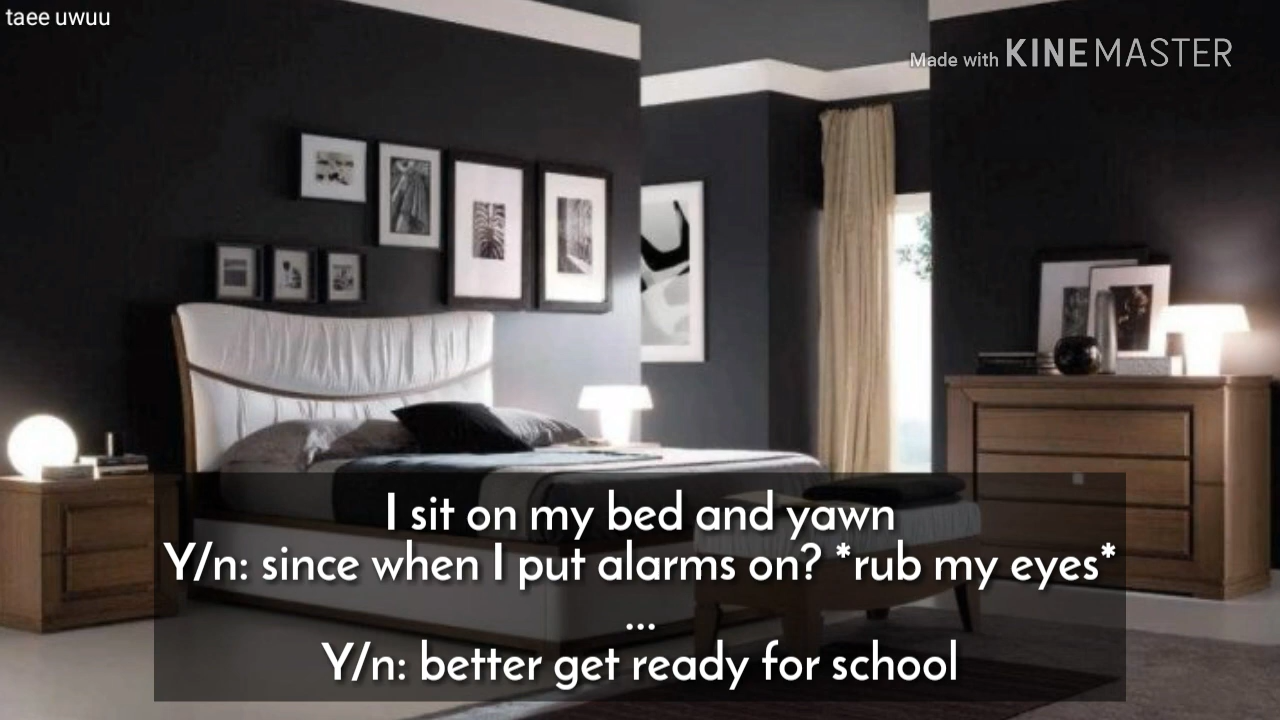 taee uwuu
Made with KINEMASTER
I sit on my bed and yawn
Y/n: since when I put alarms on? *rub my eyes*
...
Y/n: better get ready for school